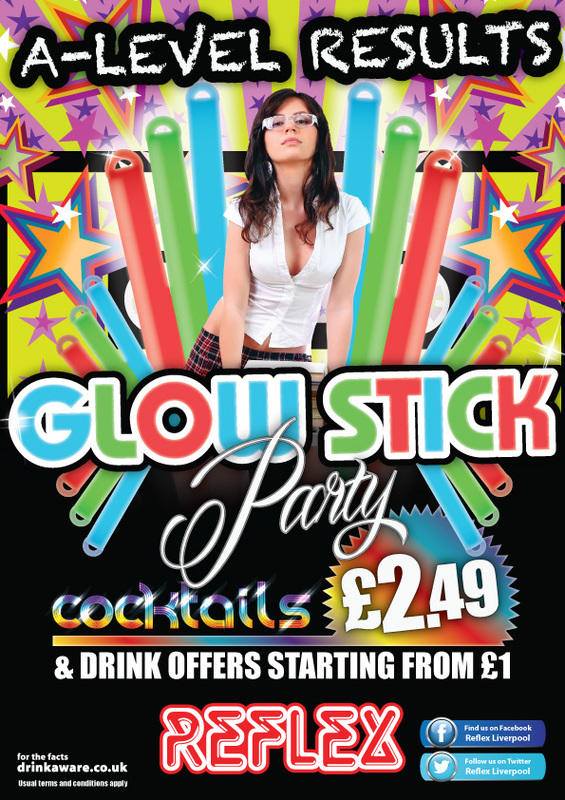 A-LEVEL RESULTS
GLOW STICK
Party
cocktails £2.49
& DRINK OFFERS STARTING FROM £1
REFLEX
for the facts
drinkaware.co.uk
Usual terms and conditions apply
f Find us on Facebook
Reflex Liverpool
Follow us on Twitter
Reflex Liverpool